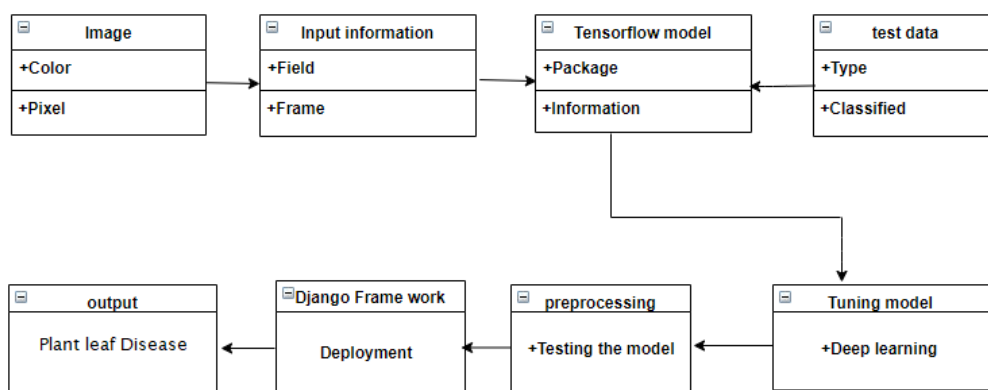 Image
+Color
+Pixel
Input information
+Field
+Frame
Tensorflow model
+Package
+Information
test data
+Type
+Classified
output
Plant leaf Disease
Django Frame work
Deployment
preprocessing
+Testing the model
Tuning model
+Deep learning